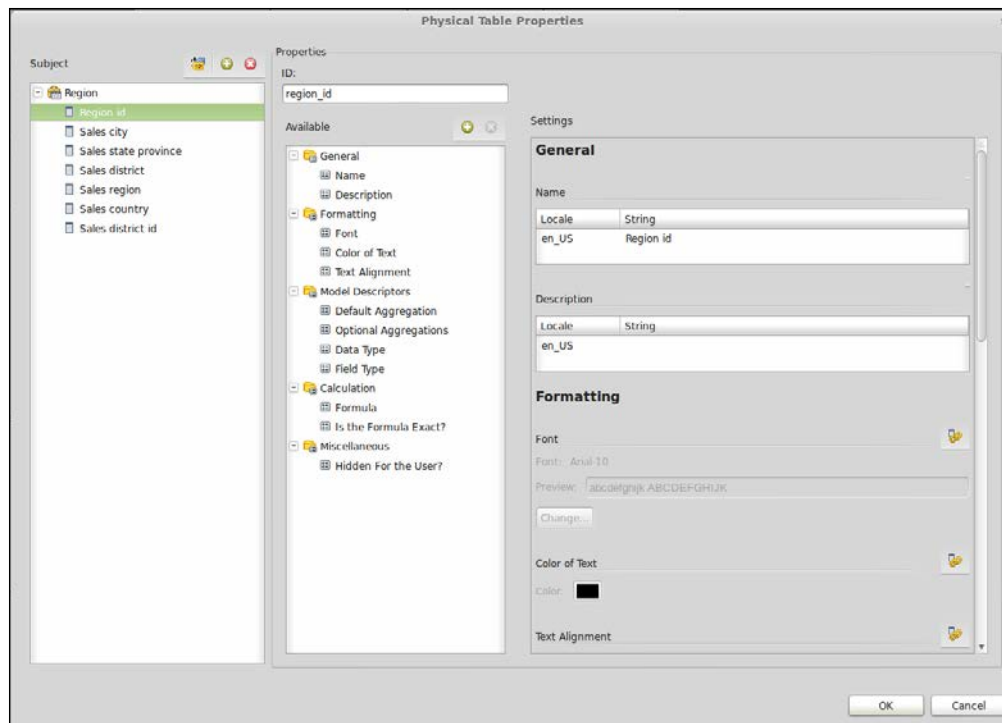 Physical Table Properties
Subject
Region
Region id
Sales city
Sales state province
Sales district
Sales region
Sales country
Sales district id
Properties
ID:
region_id
Available
General
Name
Description
Formatting
Font
Color of Text
Text Alignment
Model Descriptors
Default Aggregation
Optional Aggregations
Data Type
Field Type
Calculation
Formula
Is the Formula Exact?
Miscellaneous
Hidden For the User?
Settings
General
Name
Locale String
en_US Region id
Description
Locale String
en_US
Formatting
Font
Font: Arial-10
Preview: abcdefghijk ABCDEFGHIJK
Change...
Color of Text
Color:
Text Alignment
OK Cancel